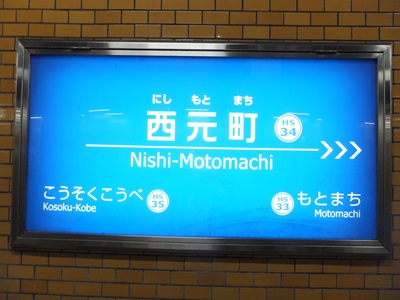 にし もと まち
西元町 HS 34
Nishi-Motomachi
こうそくこうべ HS 35
Kosoku-Kobe
HS 33 もとまち
Motomachi